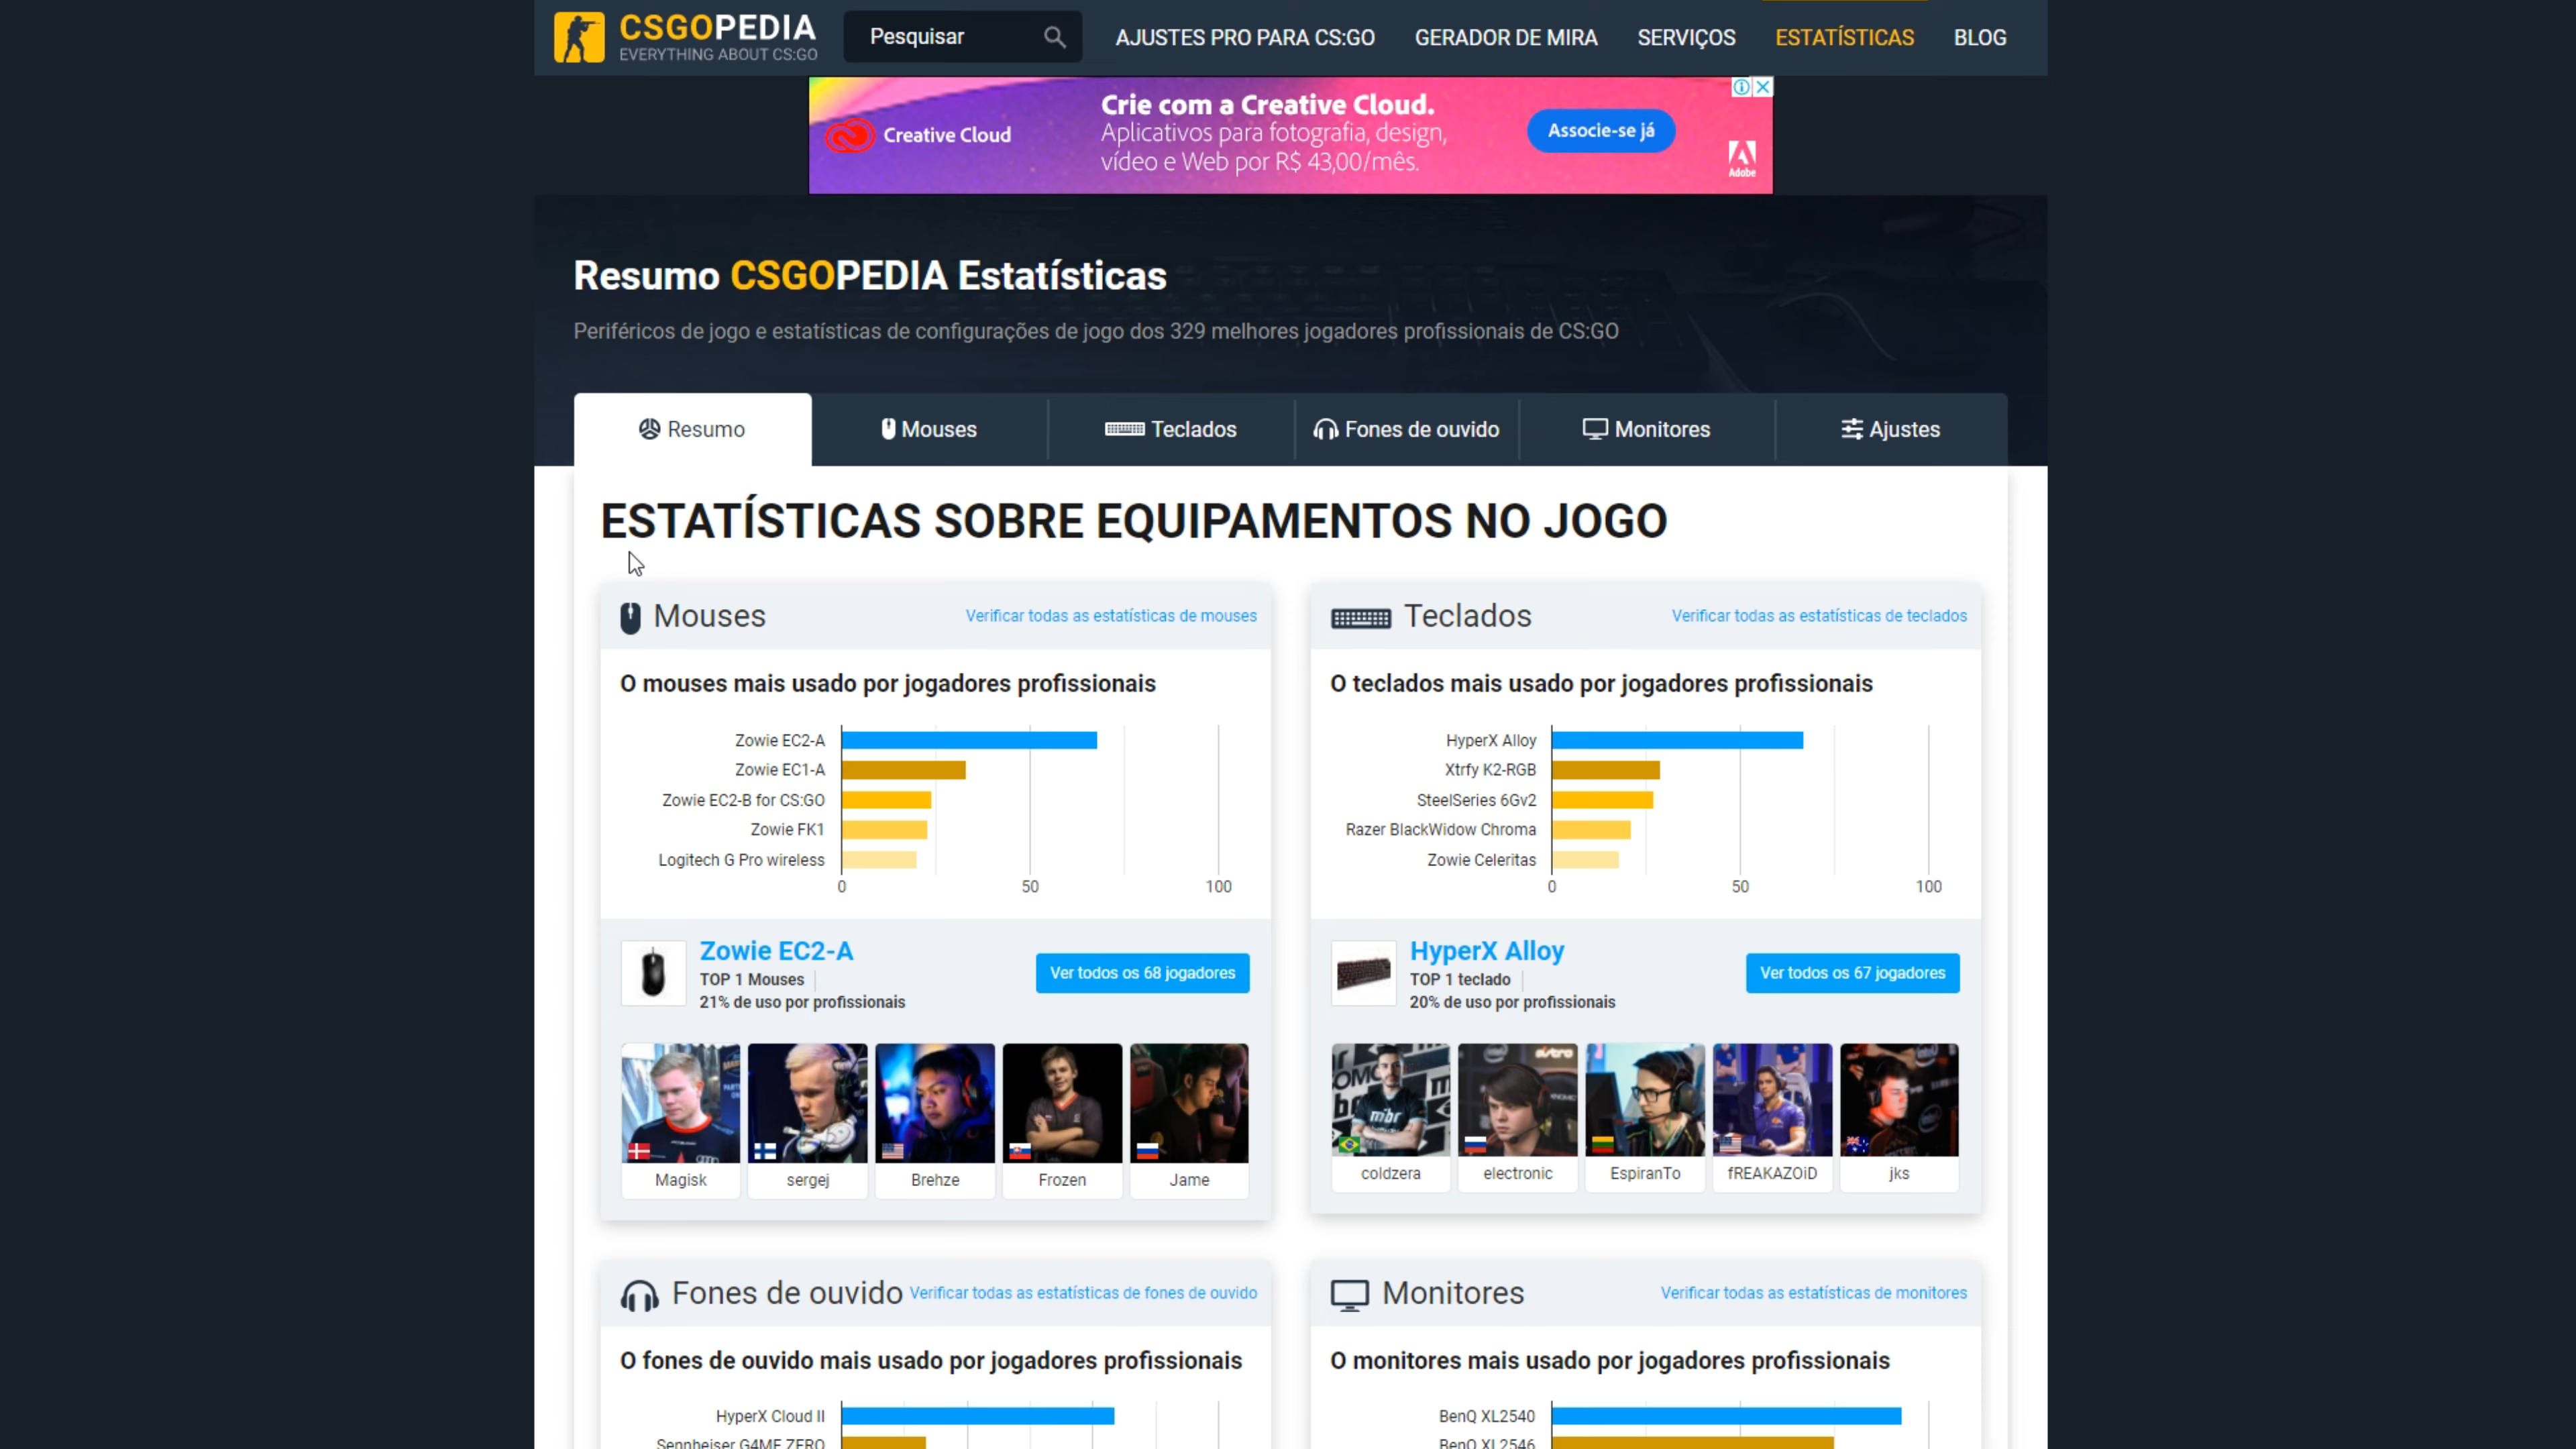 CSGOPEDIA
EVERYTHING ABOUT CS:GO
Pesquisar
AJUSTES PRO PARA CS:GO
GERADOR DE MIRA
SERVIÇOS
ESTATÍSTICAS
BLOG
Creative Cloud
Crie com a Creative Cloud.
Aplicativos para fotografia, design,
vídeo e Web por R$ 43,00/mês.
Associe-se já
Adobe
Resumo CSGOPEDIA Estatísticas
Periféricos de jogo e estatísticas de configurações de jogo dos 329 melhores jogadores profissionais de CS:GO
Resumo
Mouses
Teclados
Fones de ouvido
Monitores
Ajustes
ESTATÍSTICAS SOBRE EQUIPAMENTOS NO JOGO
Mouses
Verificar todas as estatísticas de mouses
O mouses mais usado por jogadores profissionais
Zowie EC2-A
Zowie EC1-A
Zowie EC2-B for CS:GO
Zowie FK1
Logitech G Pro wireless
0 50 100
Zowie EC2-A
TOP 1 Mouses
21% de uso por profissionais
Ver todos os 68 jogadores
Magisk
sergej
Brehze
Frozen
Jame
Teclados
Verificar todas as estatísticas de teclados
O teclados mais usado por jogadores profissionais
HyperX Alloy
Xtrfy K2-RGB
SteelSeries 6Gv2
Razer BlackWidow Chroma
Zowie Celeritas
0 50 100
HyperX Alloy
TOP 1 teclado
20% de uso por profissionais
Ver todos os 67 jogadores
mibr
coldzera
electronic
EspiranTo
fREAKAZOiD
jks
Fones de ouvido
Verificar todas as estatísticas de fones de ouvido
O fones de ouvido mais usado por jogadores profissionais
HyperX Cloud II
Sennheiser G4ME ZERO
Monitores
Verificar todas as estatísticas de monitores
O monitores mais usado por jogadores profissionais
BenQ XL2540
BenQ XL2546